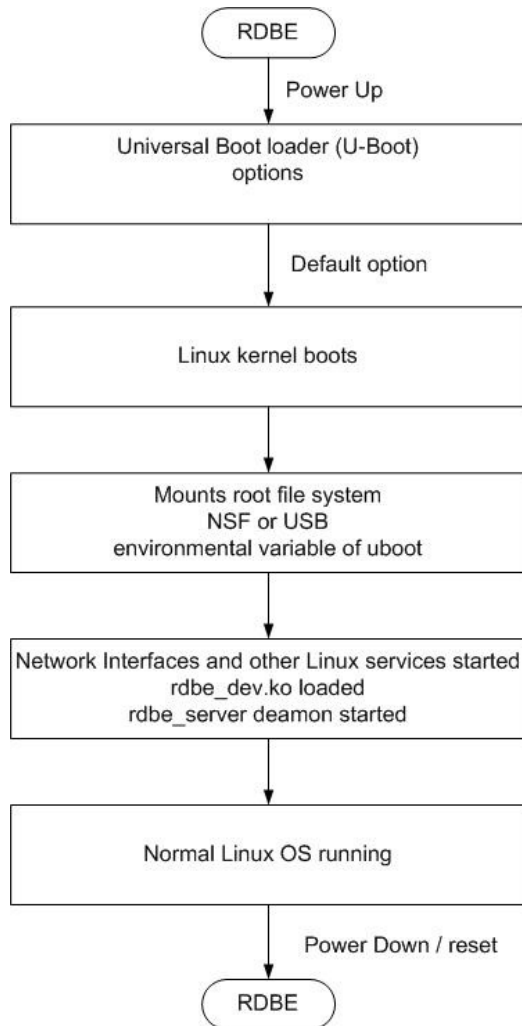 RDBE
Power Up
Universal Boot loader (U-Boot)
options
Default option
Linux kernel boots
Mounts root file system
NSF or USB
environmental variable of uboot
Network Interfaces and other Linux services started
rdbe_dev.ko loaded
rdbe_server deamon started
Normal Linux OS running
Power Down / reset
RDBE